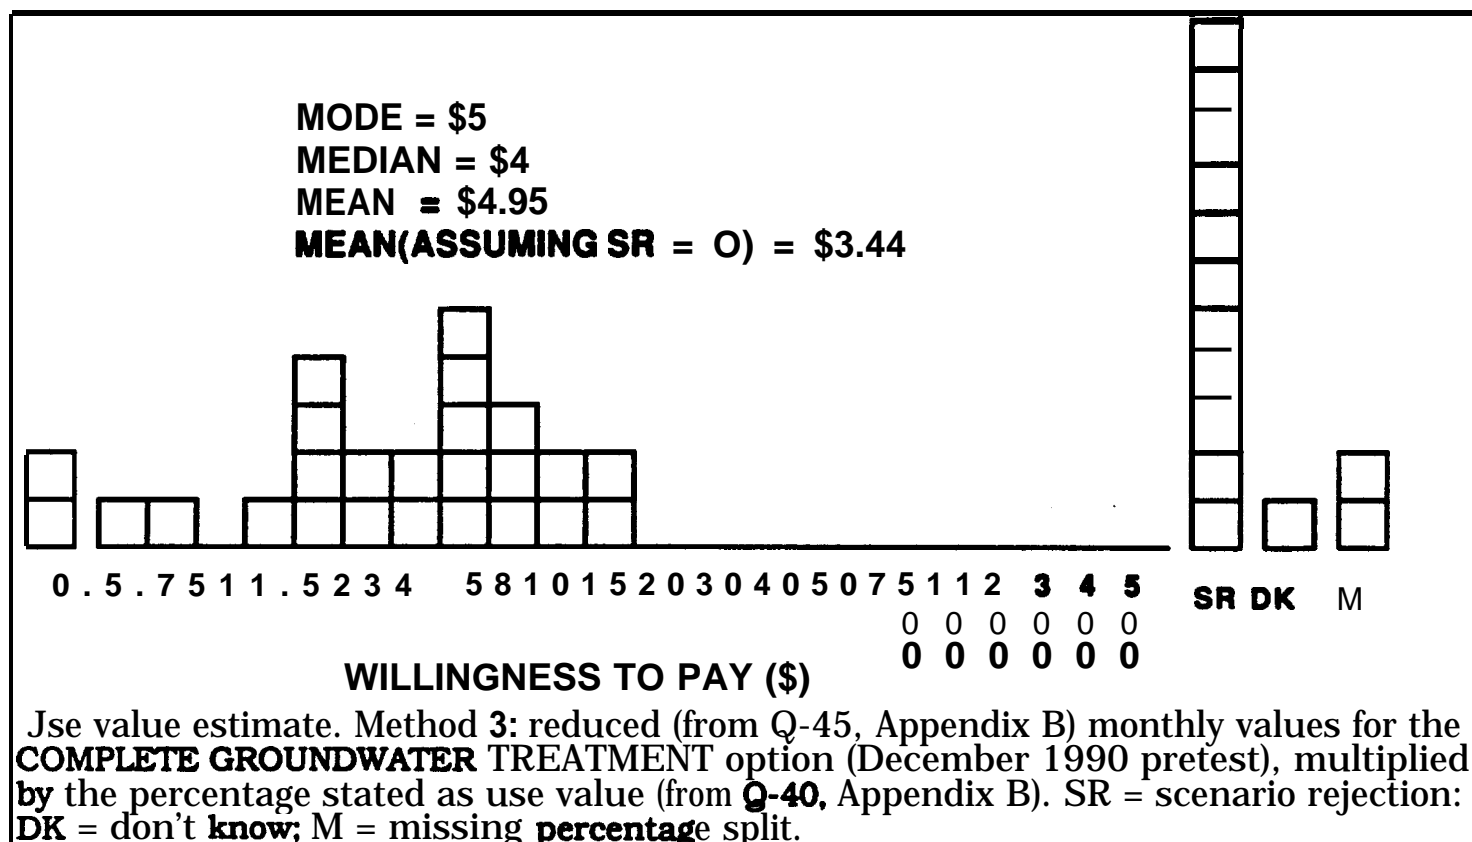 MODE = $5
MEDIAN = $4
MEAN = $4.95
MEAN(ASSUMING SR = O) = $3.44
0 . 5 . 7 5 1 1 . 5 2 3 4 5 8 1 0 1 5 2 0 3 0 4 0 5 0 7 5 1 1 2 3 4 5 SR DK M
0 0 0 0 0 0
0 0 0 0 0 0
WILLINGNESS TO PAY ($)
Jse value estimate. Method 3: reduced (from Q-45, Appendix B) monthly values for the
COMPLETE GROUNDWATER TREATMENT option (December 1990 pretest), multiplied
by the percentage stated as use value (from Q-40, Appendix B). SR = scenario rejection:
DK = don't know; M = missing percentage split.